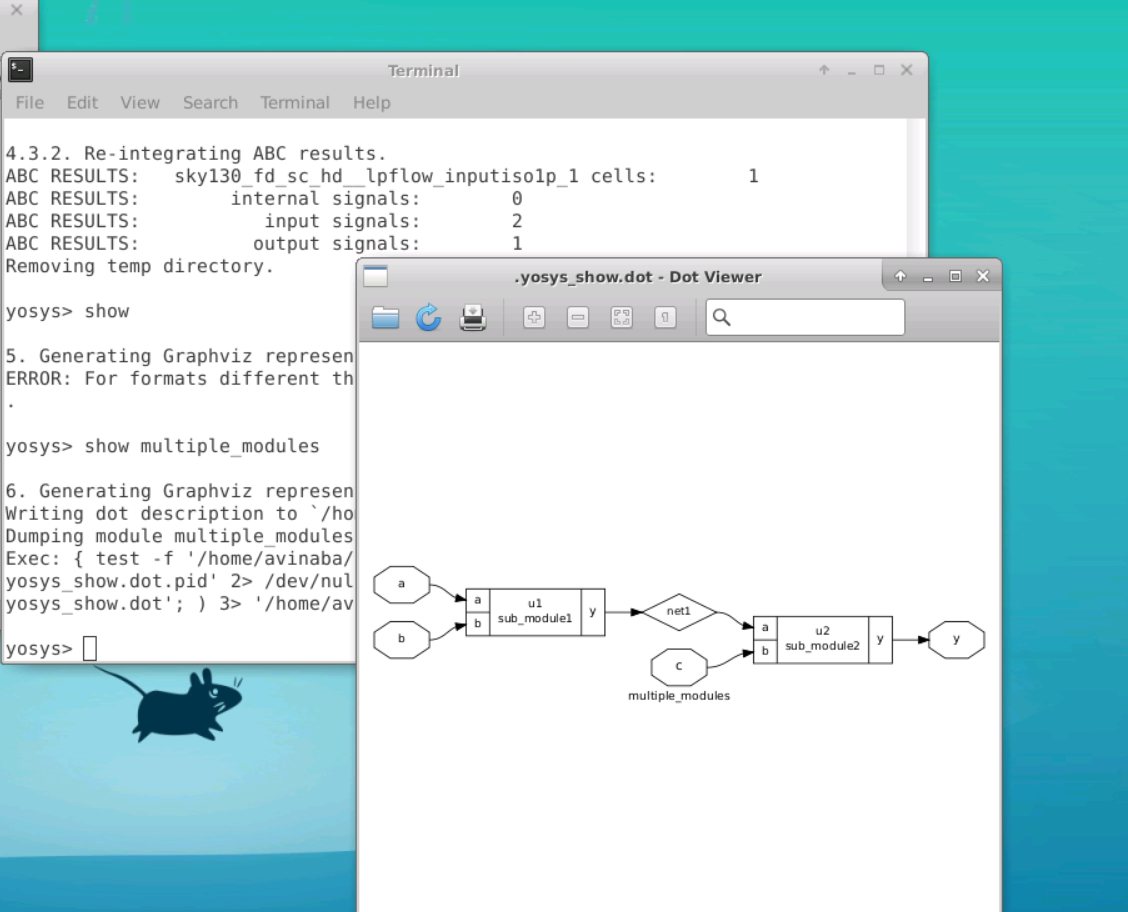 Terminal
File Edit View Search Terminal Help
4.3.2. Re-integrating ABC results.
ABC RESULTS:   sky130_fd_sc_hd__lpflow_inputiso1p_1 cells:        1
ABC RESULTS:        internal signals:        0
ABC RESULTS:           input signals:        2
ABC RESULTS:          output signals:        1
Removing temp directory.
yosys> show
5. Generating Graphviz represen
ERROR: For formats different th
.
yosys> show multiple_modules
6. Generating Graphviz represen
Writing dot description to `/ho
Dumping module multiple_modules
Exec: { test -f '/home/avinaba/
yosys_show.dot.pid' 2> /dev/nul
yosys_show.dot'; ) 3> '/home/av
yosys>
.yosys_show.dot - Dot Viewer
a
b
a
b
u1
sub_module1
y
net1
c
a
b
u2
sub_module2
y
y
multiple_modules